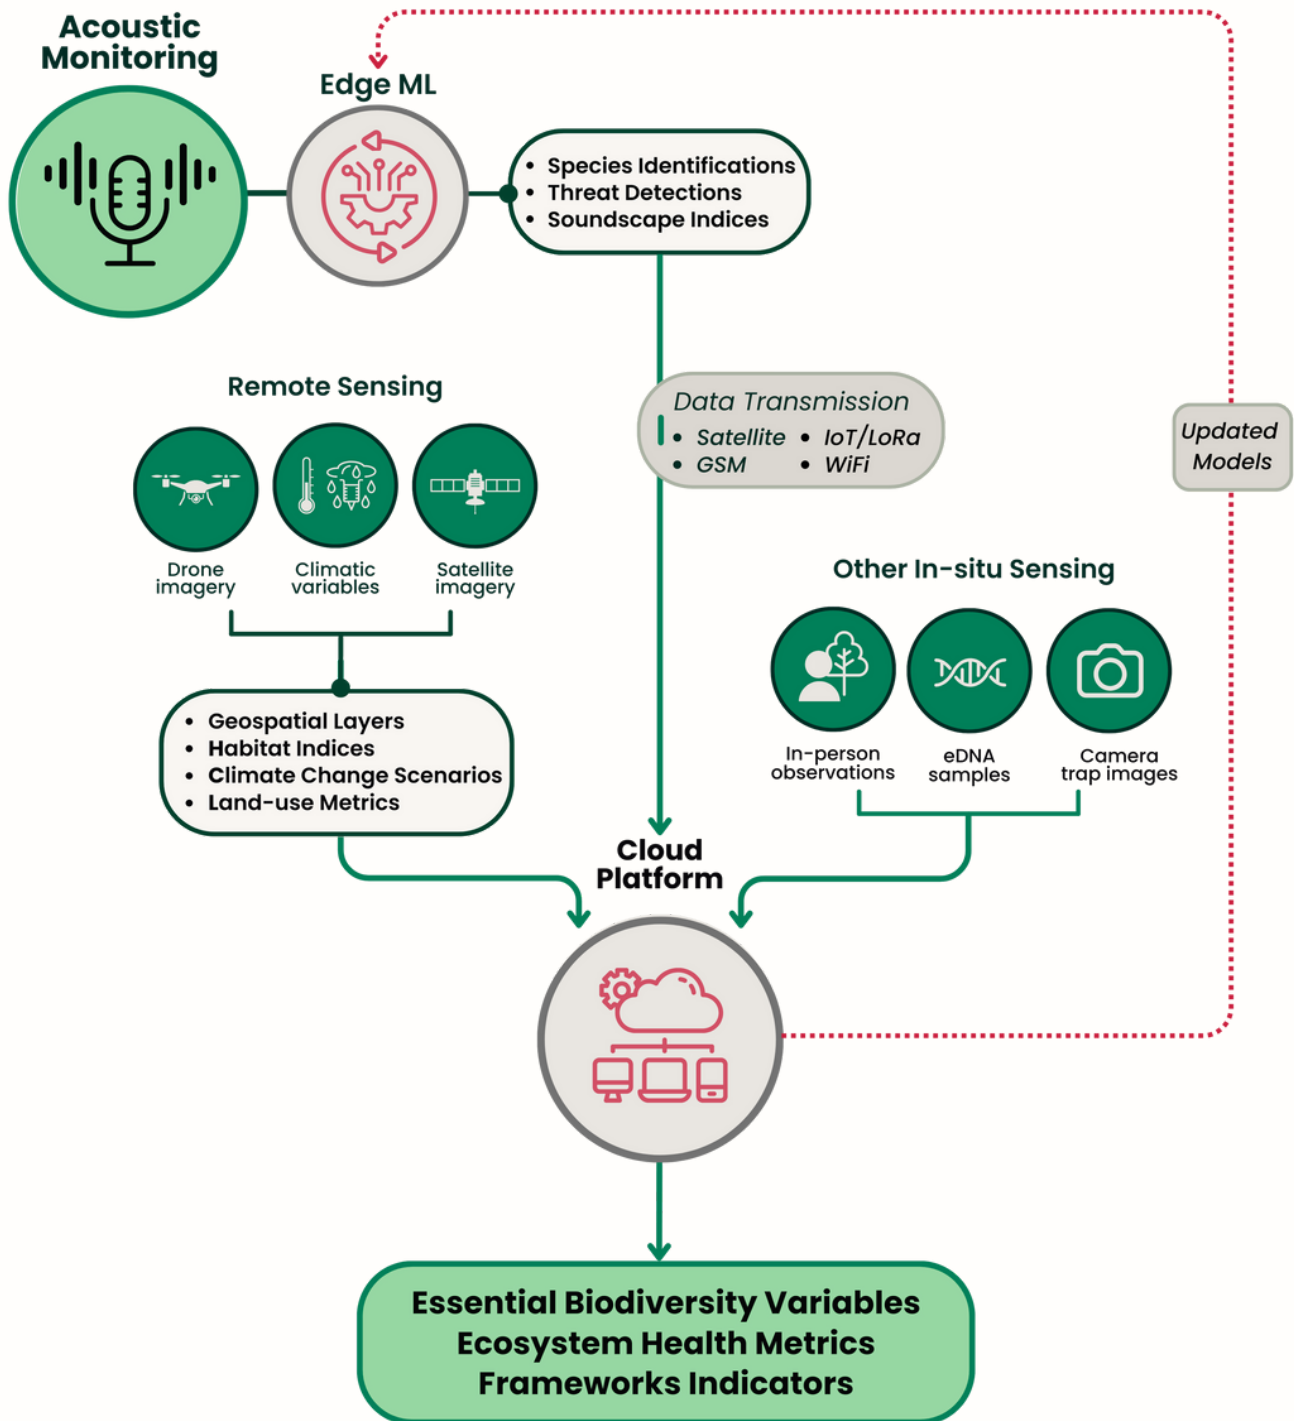 Acoustic
Monitoring
Edge ML
• Species Identifications
• Threat Detections
• Soundscape Indices
Data Transmission
• Satellite • IoT/LoRa
• GSM • WiFi
Updated
Models
Remote Sensing
Drone
imagery
Climatic
variables
Satellite
imagery
• Geospatial Layers
• Habitat Indices
• Climate Change Scenarios
• Land-use Metrics
Other In-situ Sensing
In-person
observations
eDNA
samples
Camera
trap images
Cloud
Platform
Essential Biodiversity Variables
Ecosystem Health Metrics
Frameworks Indicators